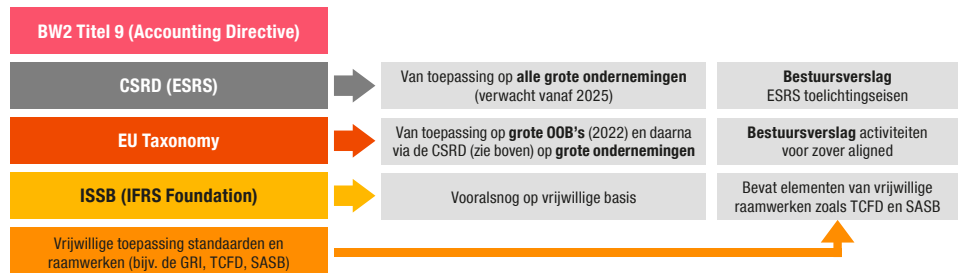 BW2 Titel 9 (Accounting Directive)
CSRD (ESRS)
Van toepassing op alle grote ondernemingen
(verwacht vanaf 2025)
Bestuursverslag
ESRS toelichtingseisen
EU Taxonomy
Van toepassing op grote OOB's (2022) en daarna
via de CSRD (zie boven) op grote ondernemingen
Bestuursverslag activiteiten
voor zover aligned
ISSB (IFRS Foundation)
Vooralsnog op vrijwillige basis
Bevat elementen van vrijwillige
raamwerken zoals TCFD en SASB
Vrijwillige toepassing standaarden en
raamwerken (bijv. de GRI, TCFD, SASB)